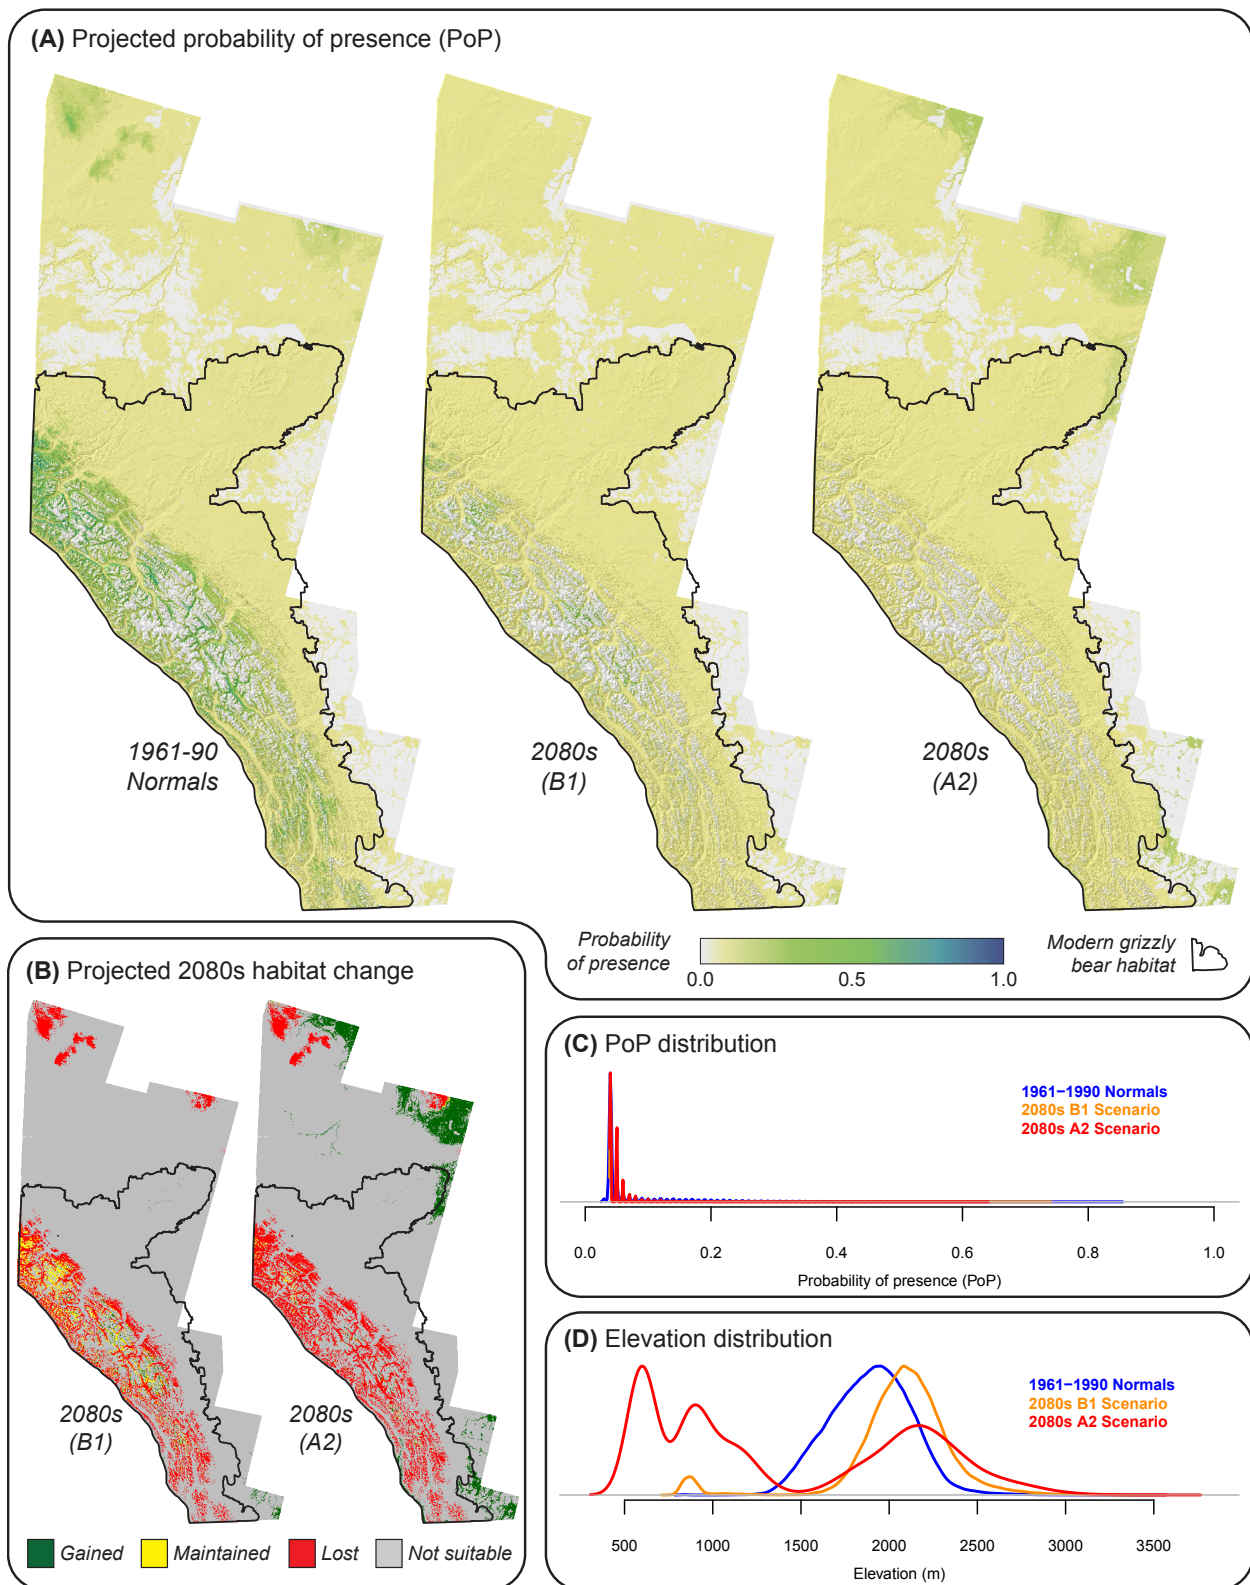 (A) Projected probability of presence (PoP)
1961-90
Normals
2080s
(B1)
2080s
(A2)
Probability
of presence
0.0
0.5
1.0
Modern grizzly
bear habitat
(B) Projected 2080s habitat change
2080s
(B1)
2080s
(A2)
Gained
Maintained
Lost
Not suitable
(C) PoP distribution
1961−1990 Normals
2080s B1 Scenario
2080s A2 Scenario
0.0
0.2
0.4
0.6
0.8
1.0
Probability of presence (PoP)
(D) Elevation distribution
1961−1990 Normals
2080s B1 Scenario
2080s A2 Scenario
500
1000
1500
2000
2500
3000
3500
Elevation (m)